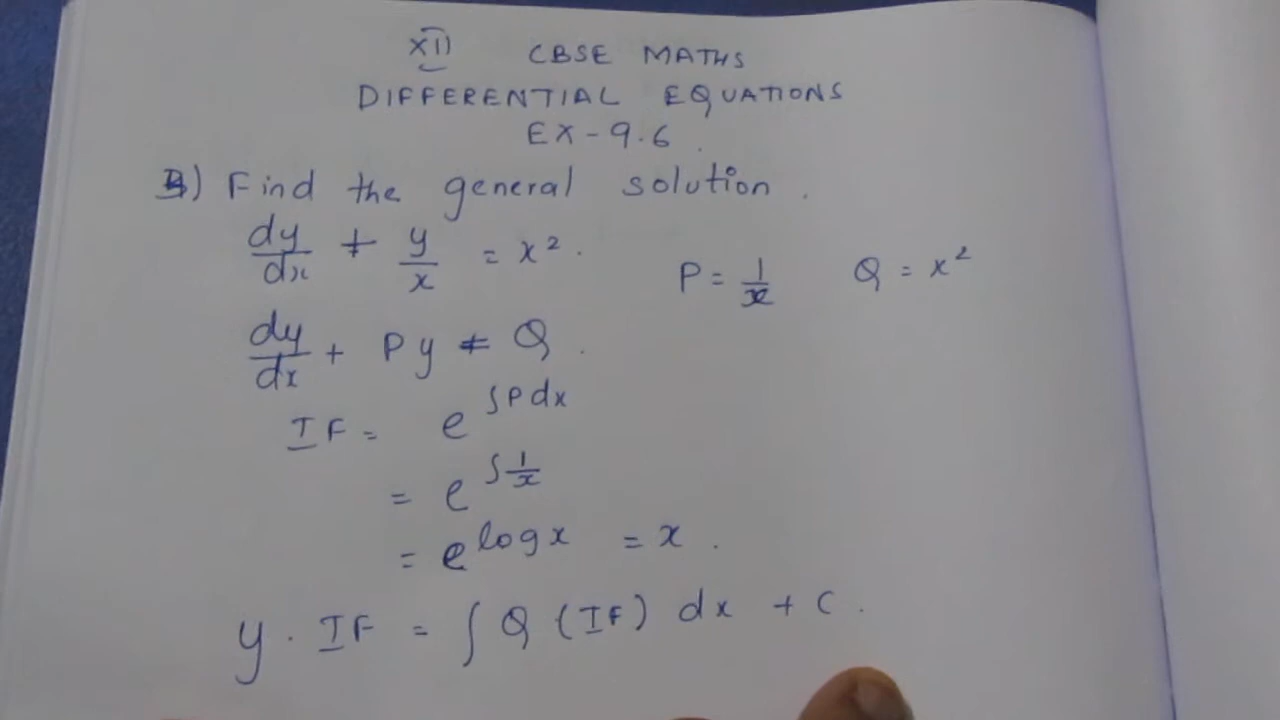 XII CBSE MATHS
DIFFERENTIAL EQUATIONS
EX - 9.6
) Find the general solution.
dy/dx + y/x = x². P = 1/x Q = x²
dy/dx + Py = Q.
IF = e^∫Pdx
= e^∫1/x
= e^log x = x.
y · IF = ∫ Q (IF) dx + C.